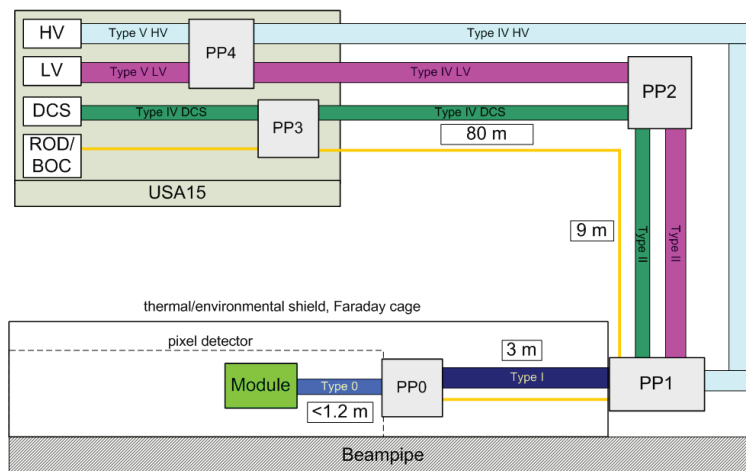 HV
Type V HV
PP4
Type IV HV
LV
Type V LV
Type IV LV
PP2
DCS
Type IV DCS
PP3
Type IV DCS
80 m
ROD/
BOC
USA15
9 m
Type II
Type II
thermal/environmental shield, Faraday cage
pixel detector
3 m
Module
Type 0
PP0
Type I
PP1
<1.2 m
Beampipe